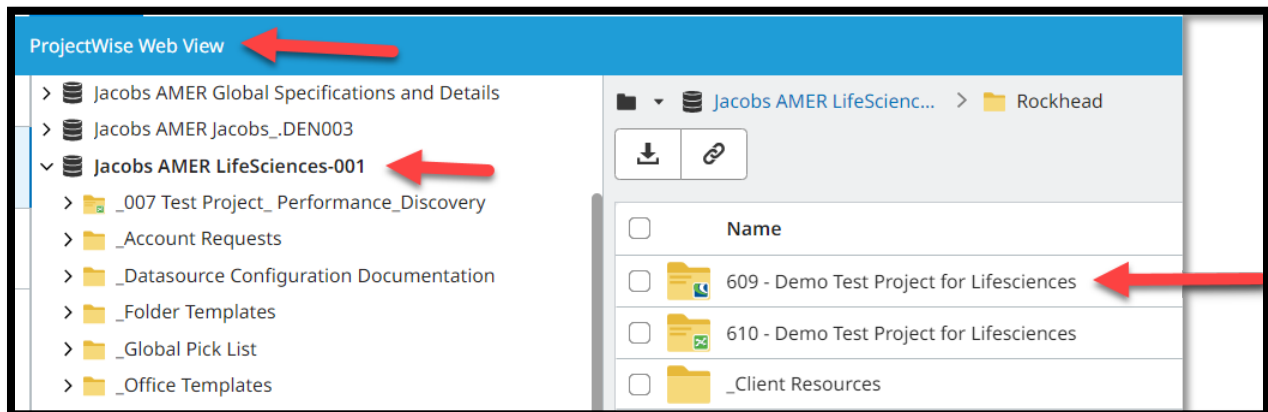 ProjectWise Web View
Jacobs AMER Global Specifications and Details
Jacobs AMER Jacobs_.DEN003
Jacobs AMER LifeSciences-001
_007 Test Project_ Performance_Discovery
_Account Requests
_Datasource Configuration Documentation
_Folder Templates
_Global Pick List
_Office Templates
Jacobs AMER LifeScienc... > Rockhead
Name
609 - Demo Test Project for Lifesciences
610 - Demo Test Project for Lifesciences
_Client Resources